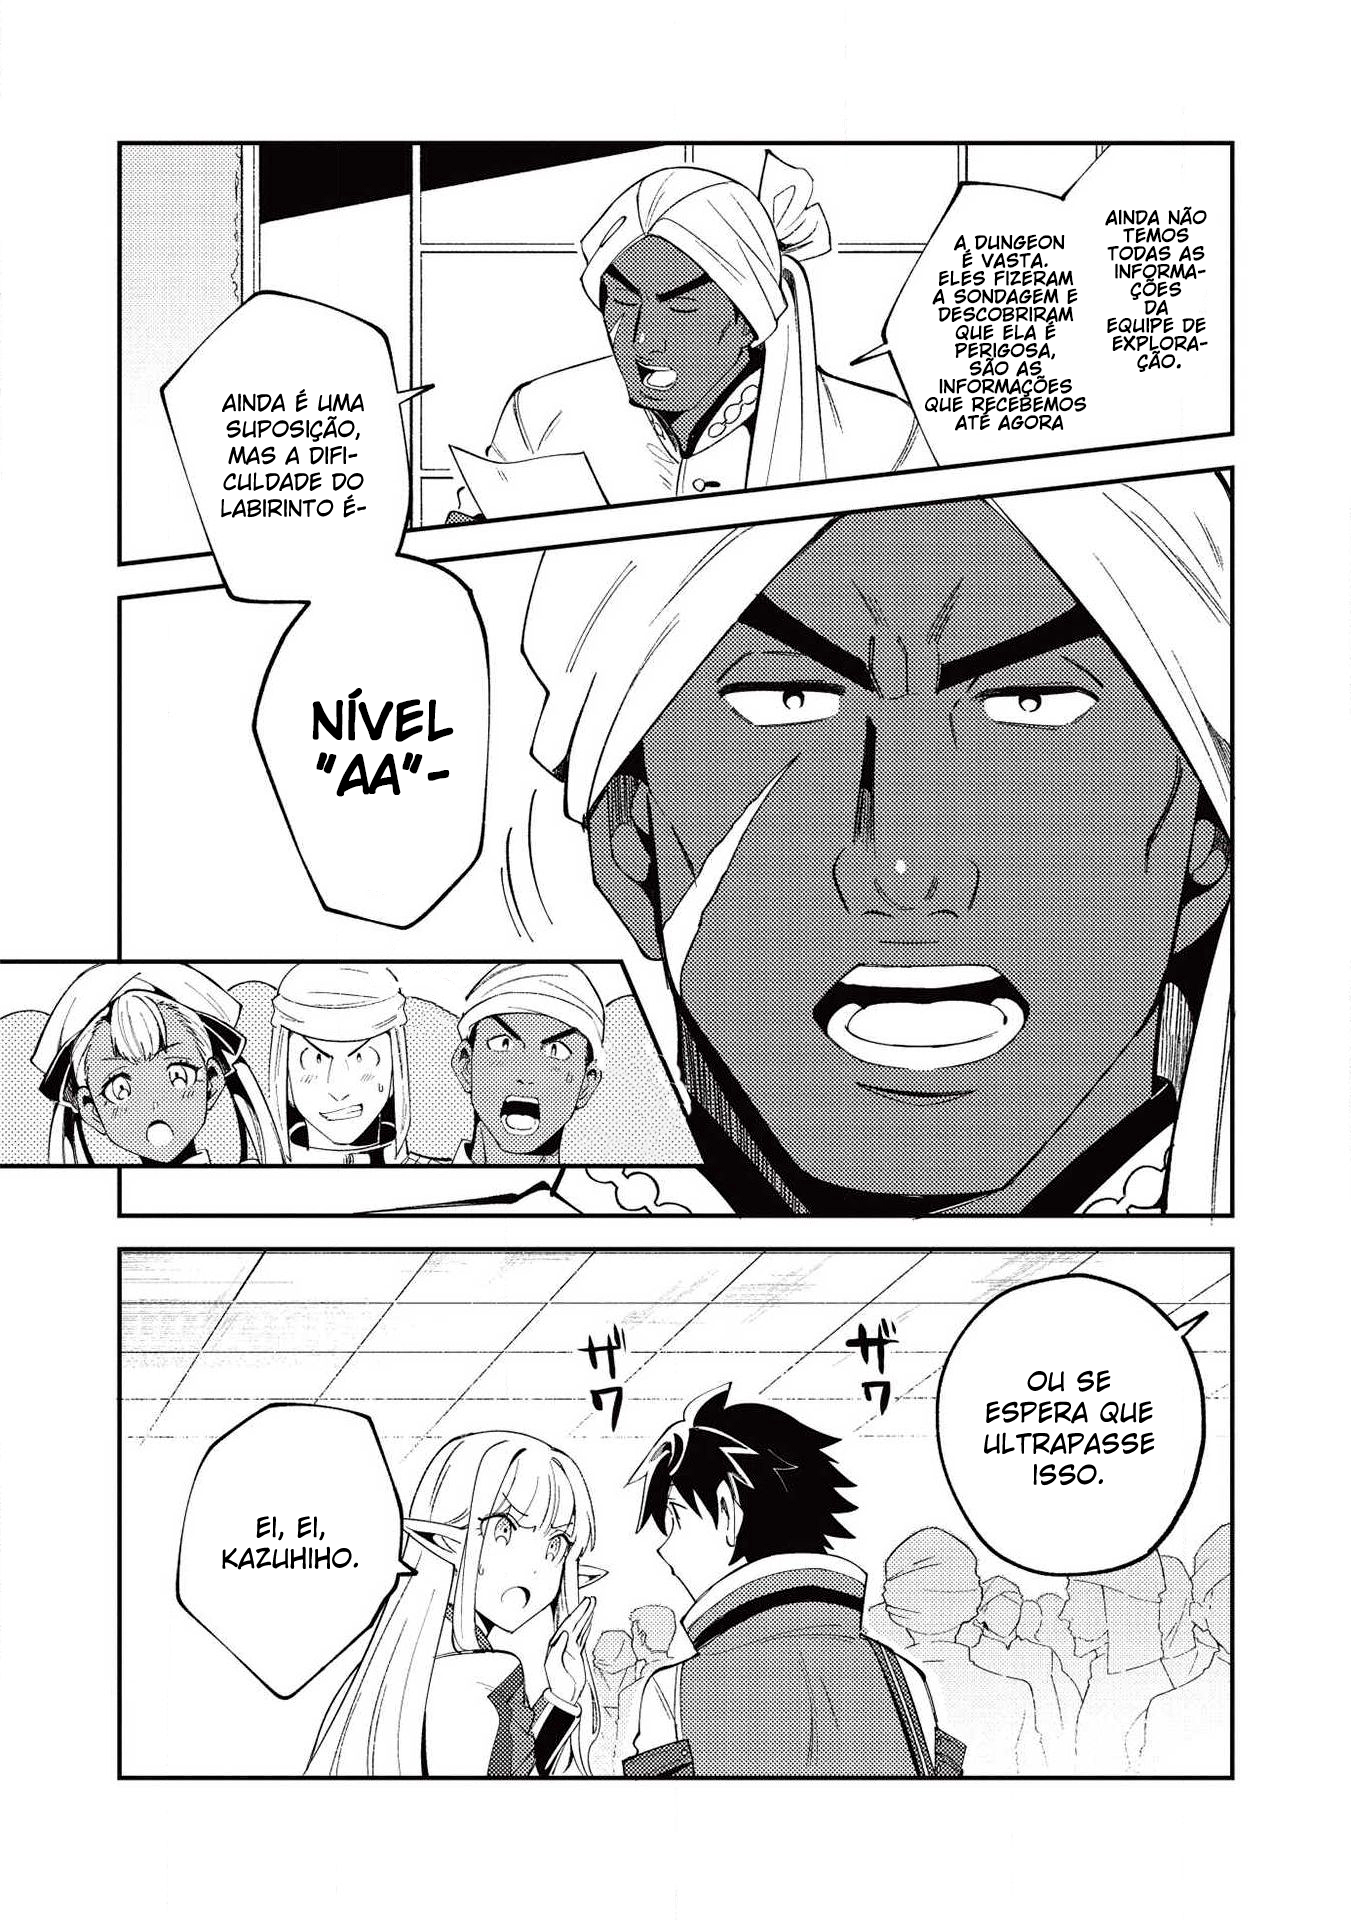 AINDA NÃO
TEMOS
TODAS AS
INFORMA-
ÇÕES
DA
EQUIPE DE
EXPLORA-
ÇÃO.
A DUNGEON
É VASTA.
ELES FIZERAM
A SONDAGEM E
DESCOBRIRAM
QUE ELA É
PERIGOSA,
SÃO AS
INFORMAÇÕES
QUE RECEBEMOS
ATÉ AGORA
AINDA É UMA
SUPOSIÇÃO,
MAS A DIFI-
CULDADE DO
LABIRINTO É-
NÍVEL
"AA"-
OU SE
ESPERA QUE
ULTRAPASSE
ISSO.
ザワ
ザワ
EI, EI,
KAZUHIHO.